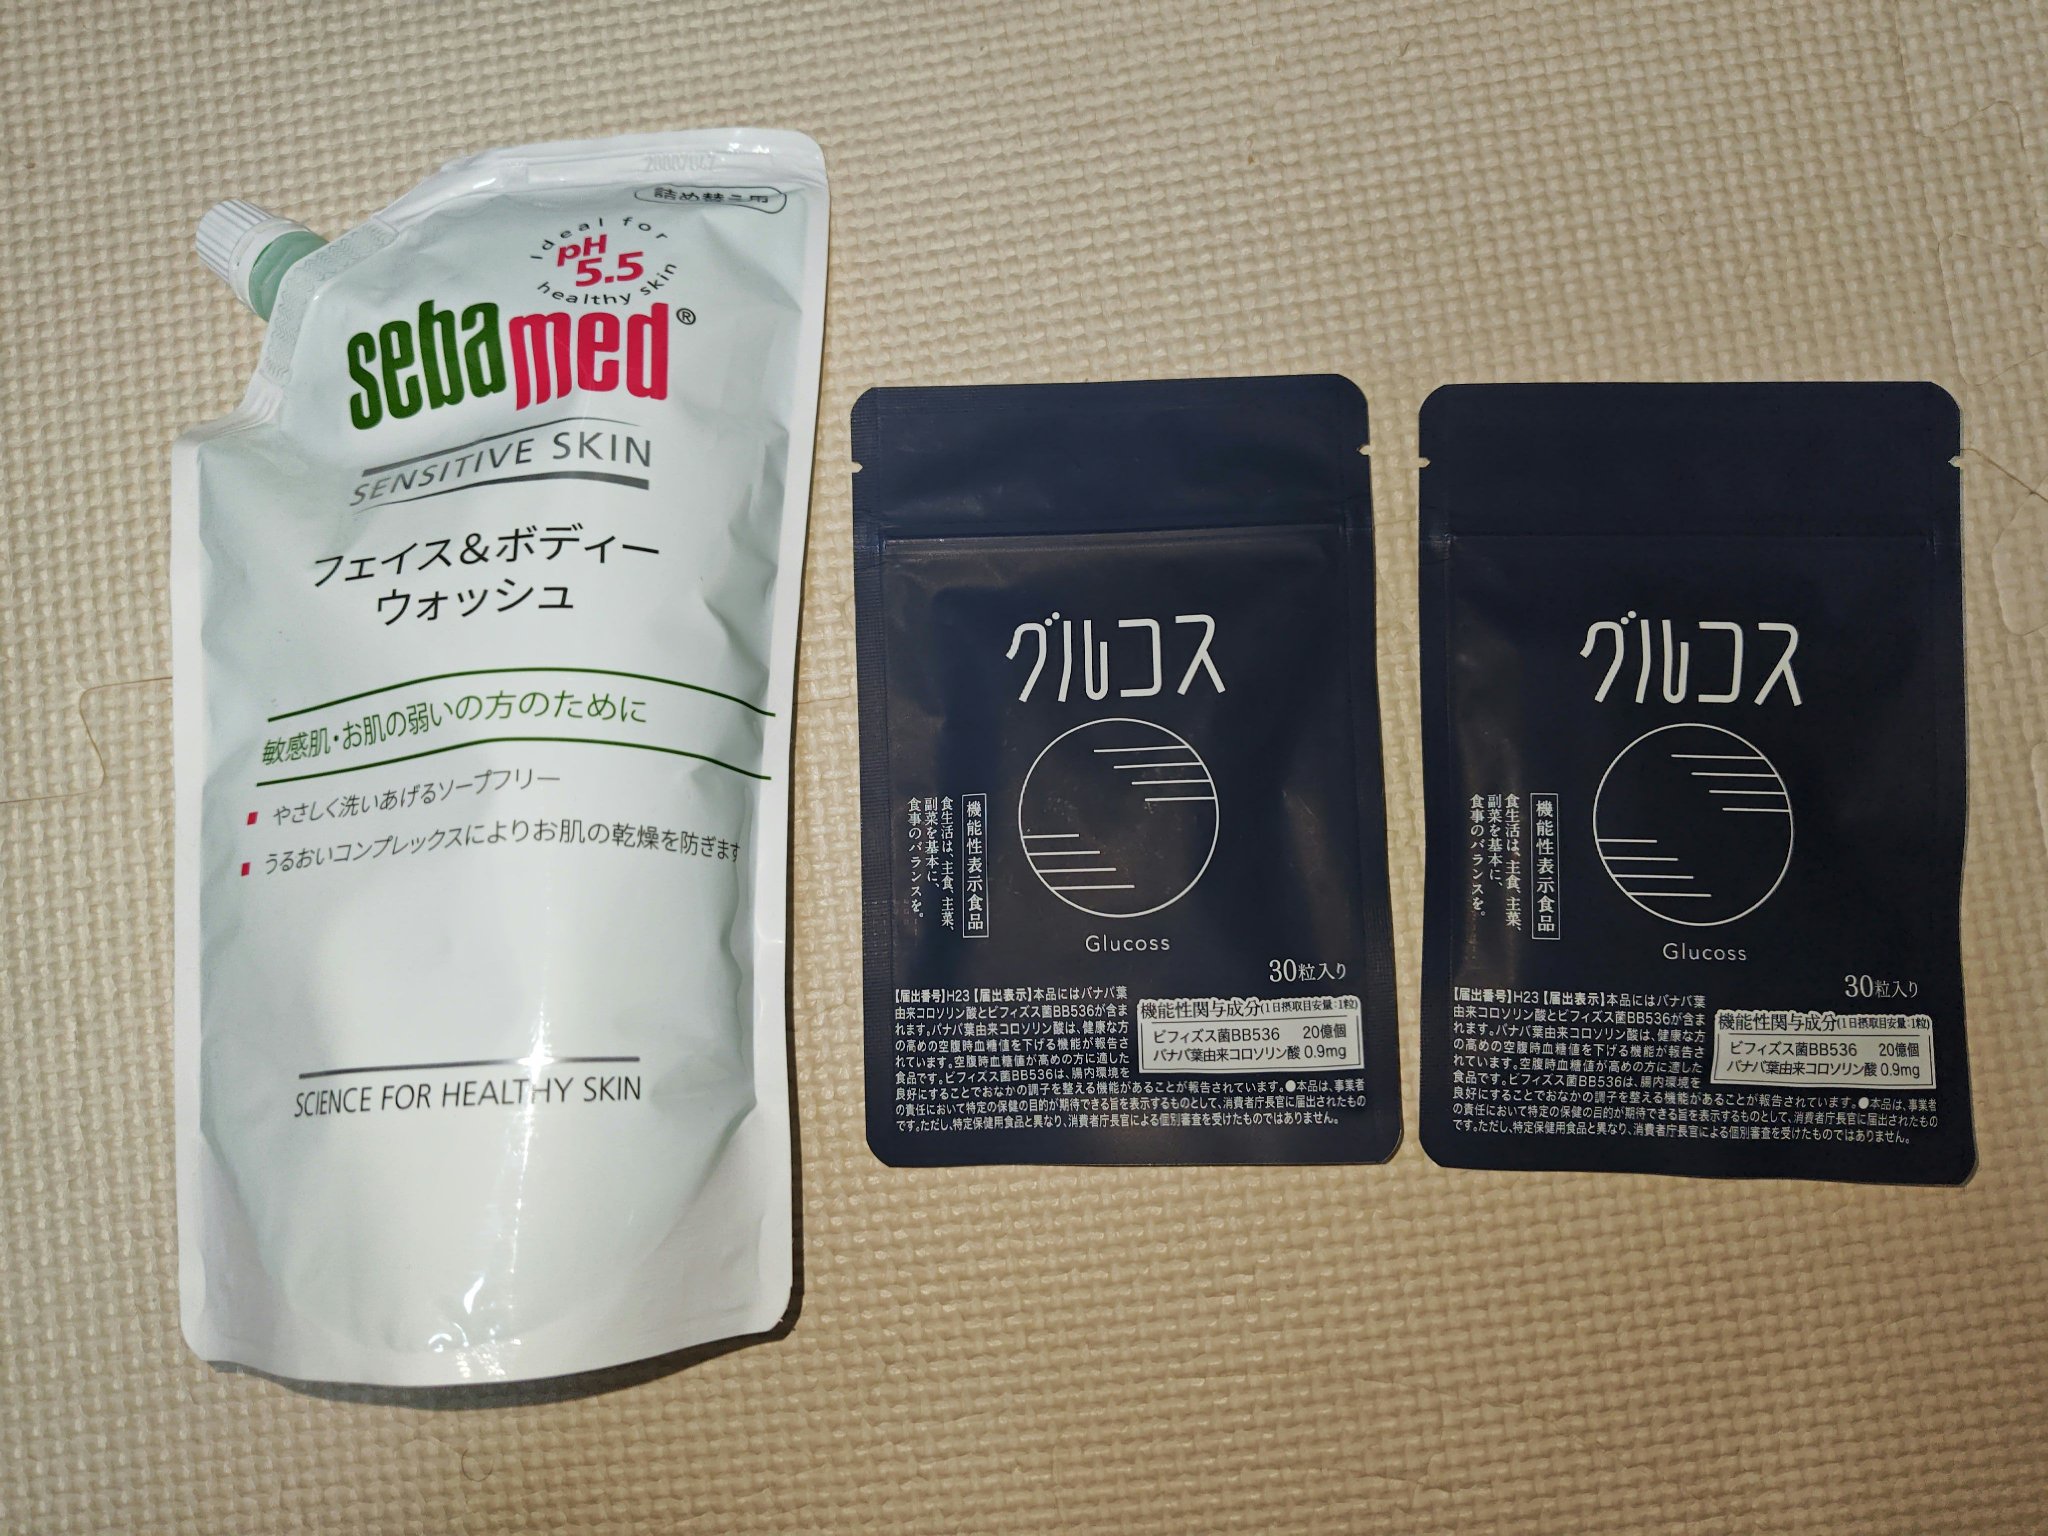 詰め替え用
ideal for
pH
5.5
healthy skin
sebamed®
SENSITIVE SKIN
フェイス&ボディー
ウォッシュ
敏感肌・お肌の弱いの方のために
やさしく洗いあげるソープフリー
うるおいコンプレックスによりお肌の乾燥を防ぎます
SCIENCE FOR HEALTHY SKIN
グルコス
機能性表示食品
食生活は、主食、主菜、
副菜を基本に、
食事のバランスを。
Glucoss
30粒入り
【届出番号】H23【届出表示】本品にはバナバ葉
由来コロソリン酸とビフィズス菌BB536が含ま
れます。バナバ葉由来コロソリン酸は、健康な方
の高めの空腹時血糖値を下げる機能が報告さ
れています。空腹時血糖値が高めの方に適した
食品です。ビフィズス菌BB536は、腸内環境を
良好にすることでおなかの調子を整える機能があることが報告されています。●本品は、事業者
の責任において特定の保健の目的が期待できる旨を表示するものとして、消費者庁長官に届出されたもの
です。ただし、特定保健用食品と異なり、消費者庁長官による個別審査を受けたものではありません。
機能性関与成分(1日摂取目安量:1粒)
ビフィズス菌BB536 20億個
バナバ葉由来コロソリン酸 0.9mg
グルコス
機能性表示食品
食生活は、主食、主菜、
副菜を基本に、
食事のバランスを。
Glucoss
30粒入り
【届出番号】H23【届出表示】本品にはバナバ葉
由来コロソリン酸とビフィズス菌BB536が含ま
れます。バナバ葉由来コロソリン酸は、健康な方
の高めの空腹時血糖値を下げる機能が報告さ
れています。空腹時血糖値が高めの方に適した
食品です。ビフィズス菌BB536は、腸内環境を
良好にすることでおなかの調子を整える機能があることが報告されています。●本品は、事業者
の責任において特定の保健の目的が期待できる旨を表示するものとして、消費者庁長官に届出されたもの
です。ただし、特定保健用食品と異なり、消費者庁長官による個別審査を受けたものではありません。
機能性関与成分(1日摂取目安量:1粒)
ビフィズス菌BB536 20億個
バナバ葉由来コロソリン酸 0.9mg